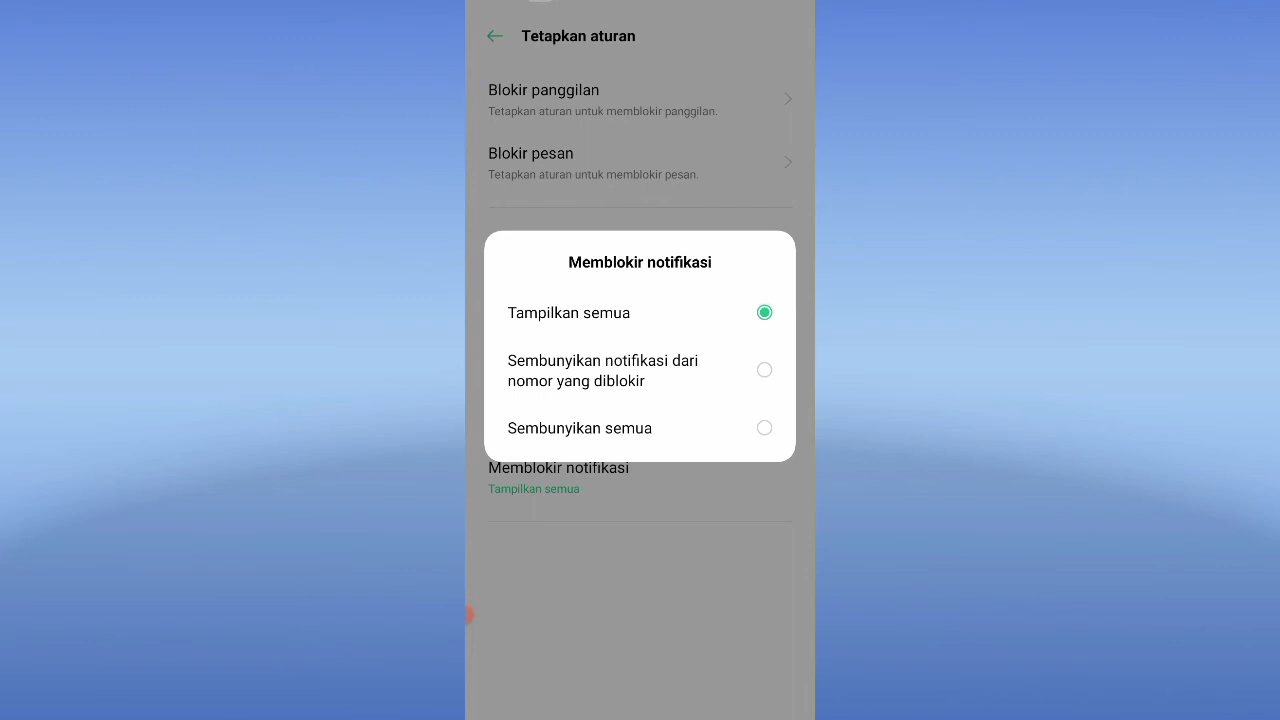 Tetapkan aturan
Blokir panggilan
Tetapkan aturan untuk memblokir panggilan.
Blokir pesan
Tetapkan aturan untuk memblokir pesan.
Memblokir notifikasi
Tampilkan semua
Sembunyikan notifikasi dari
nomor yang diblokir
Sembunyikan semua
Memblokir notifikasi
Tampilkan semua